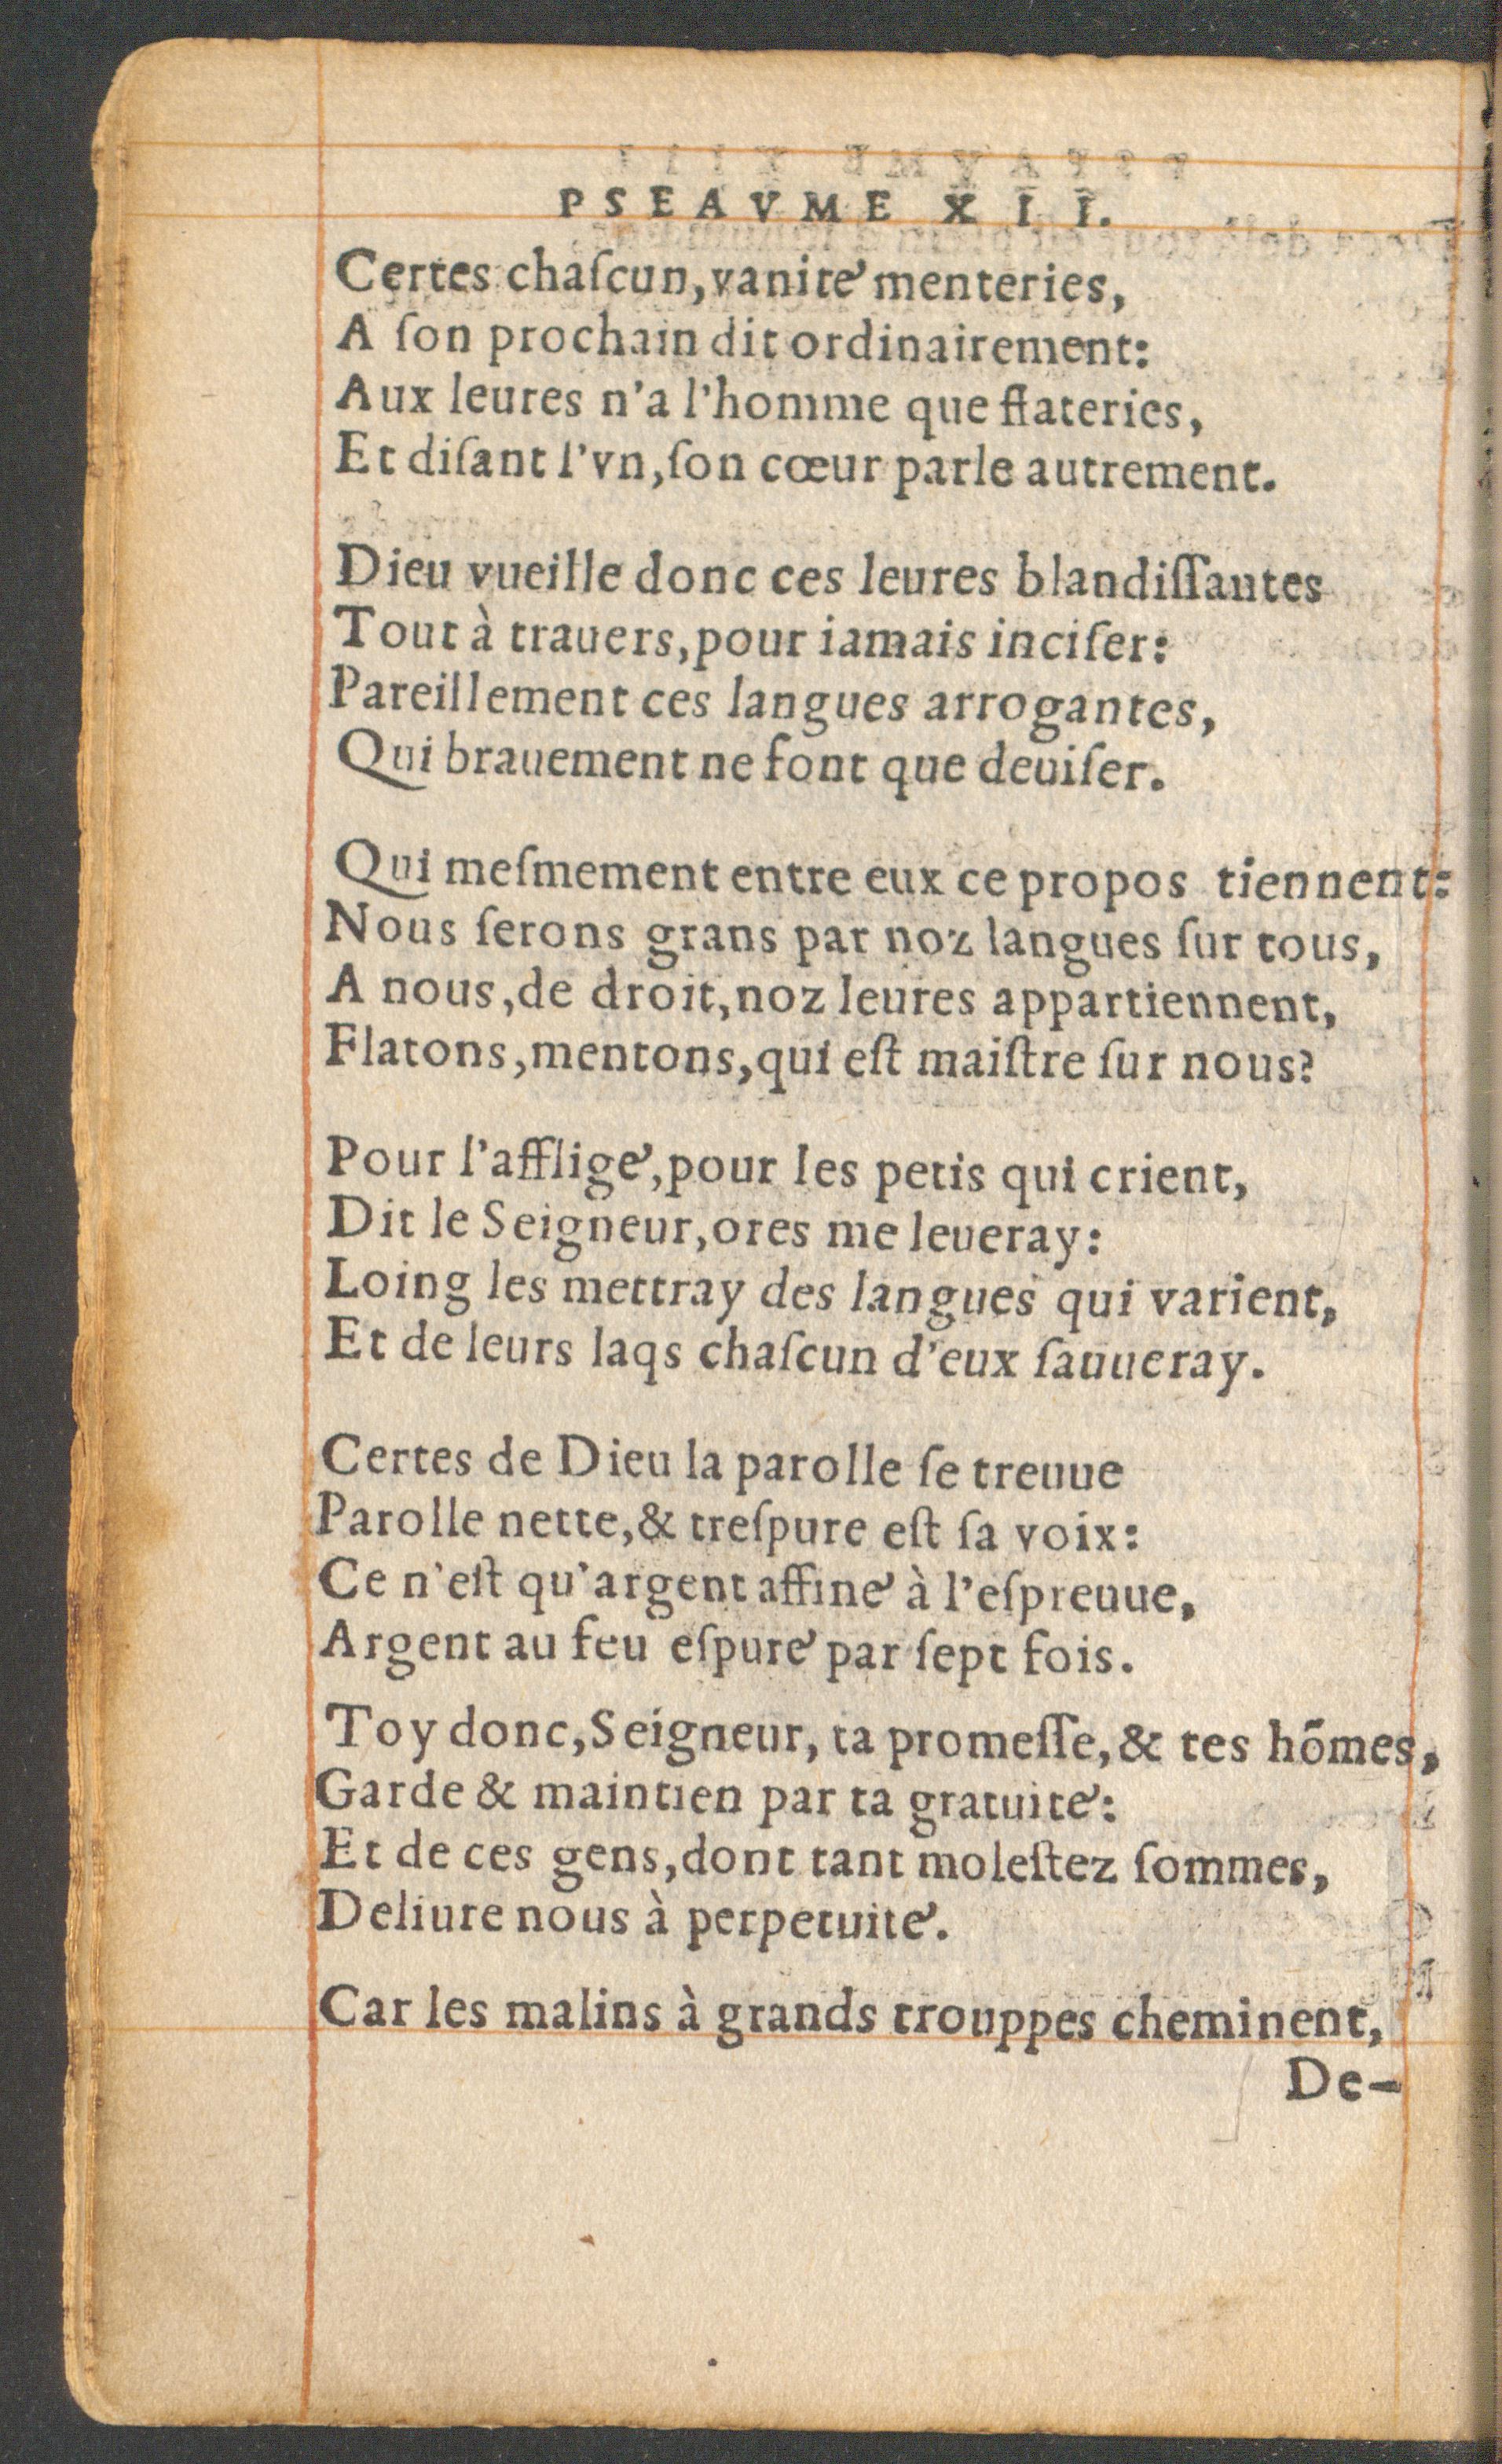 PSEAVME XII.
Certes chaſcun, vanité menteries,
A ſon prochain dit ordinairement:
Aux leures n'a l'homme que flateries,
Et diſant l'vn, ſon cœur parle autrement.
Dieu vueille donc ces leures blandiſſantes
Tout à trauers, pour iamais inciſer:
Pareillement ces langues arrogantes,
Qui brauement ne font que deuiſer.
Qui meſmement entre eux ce propos tiennent:
Nous ſerons grans par noz langues ſur tous,
A nous, de droit, noz leures appartiennent,
Flatons, mentons, qui eſt maiſtre ſur nous?
Pour l'affligé, pour les petis qui crient,
Dit le Seigneur, ores me leueray:
Loing les mettray des langues qui varient,
Et de leurs laqs chaſcun d'eux ſauueray.
Certes de Dieu la parolle ſe treuue
Parolle nette, & treſpure eſt ſa voix:
Ce n'eſt qu'argent affiné à l'eſpreuue,
Argent au feu eſpuré par ſept fois.
Toy donc, Seigneur, ta promeſſe, & tes hõmes,
Garde & maintien par ta gratuité:
Et de ces gens, dont tant moleſtez ſommes,
Deliure nous à perpetuité.
Car les malins à grands trouppes cheminent,
De-